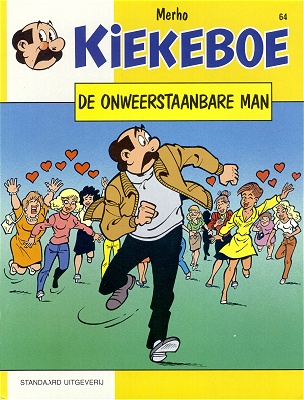 Merho
64
KIEKEBOE
DE ONWEERSTAANBARE MAN
STANDAARD UITGEVERIJ